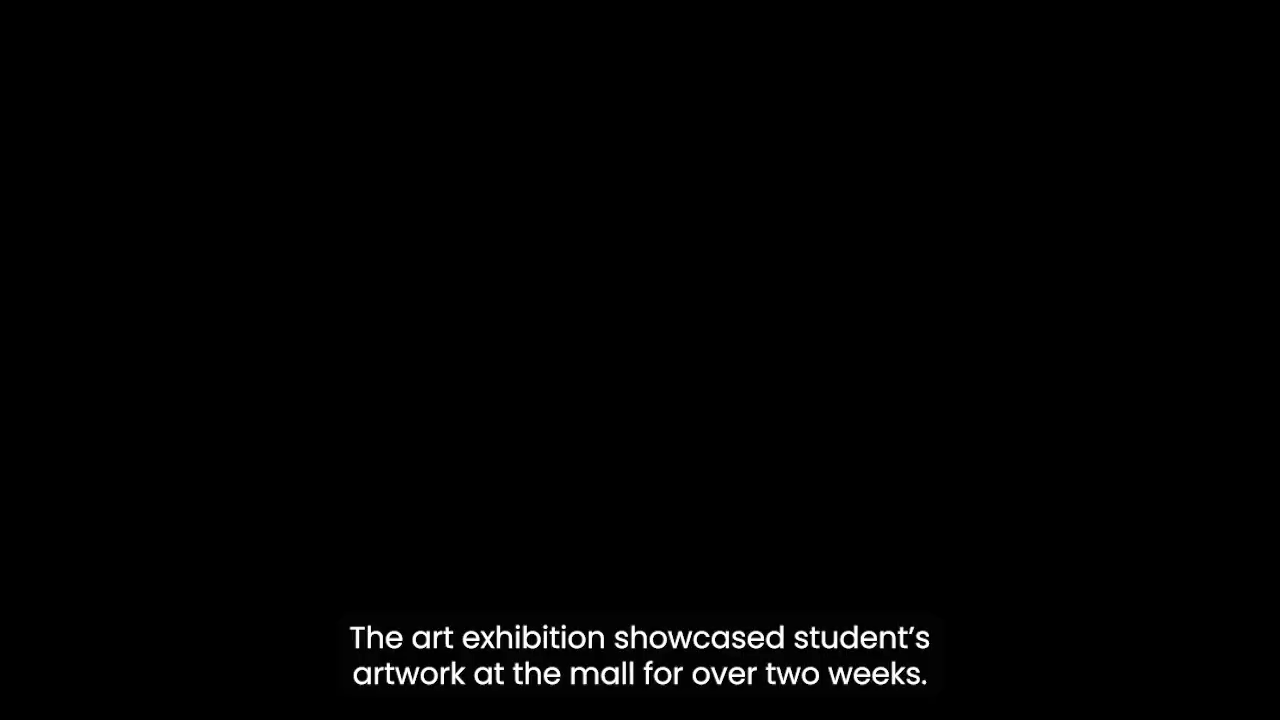 The art exhibition showcased student’s
artwork at the mall for over two weeks.